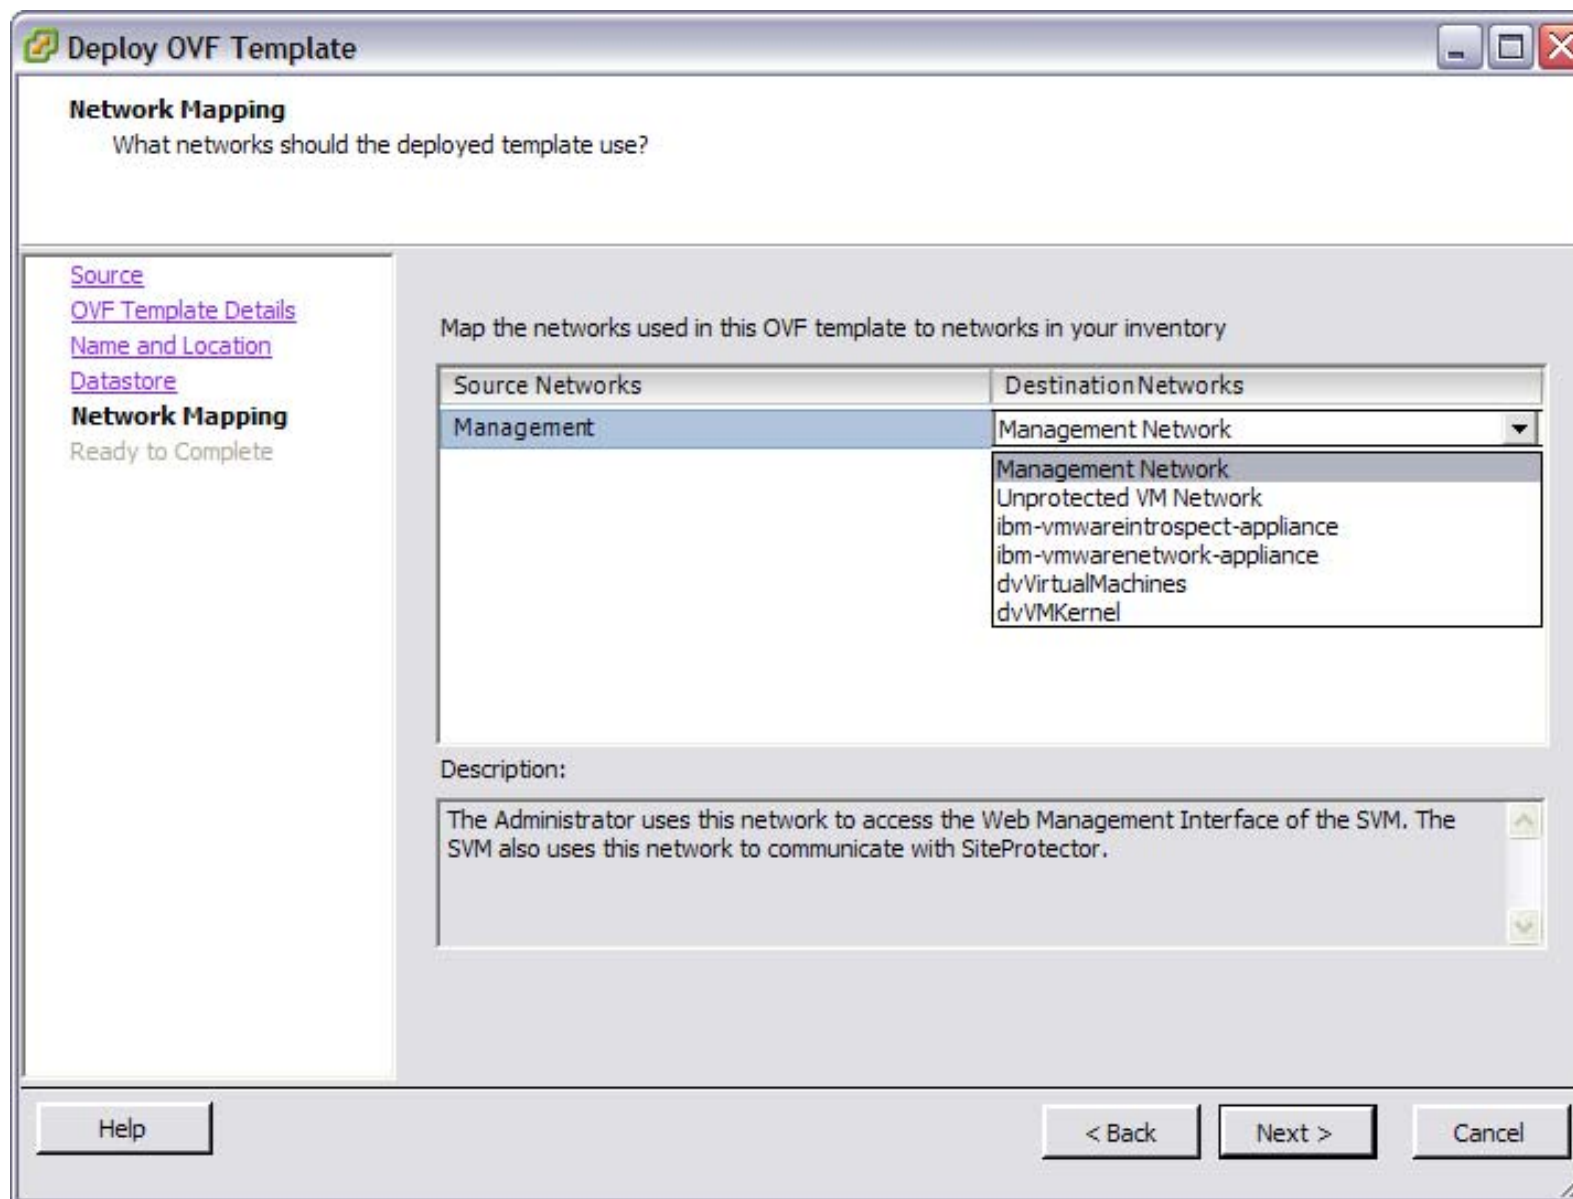 Deploy OVF Template
Network Mapping
What networks should the deployed template use?
Source
OVF Template Details
Name and Location
Datastore
Network Mapping
Ready to Complete
Map the networks used in this OVF template to networks in your inventory
Source Networks DestinationNetworks
Management Management Network
Management Network
Unprotected VM Network
ibm-vmwareintrospect-appliance
ibm-vmwarenetwork-appliance
dvVirtualMachines
dvVMKernel
Description:
The Administrator uses this network to access the Web Management Interface of the SVM. The
SVM also uses this network to communicate with SiteProtector.
Help < Back Next > Cancel